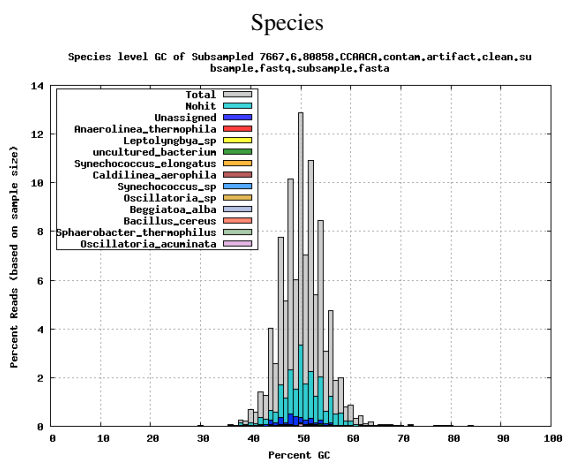 Species
Species level GC of Subsampled 7667.6.80858.CCAACA.contam.artifact.clean.su
bsample.fastq.subsample.fasta
14
12
10
8
6
4
2
0
Percent Reads (based on sample size)
Total
Nohit
Unassigned
Anaerolinea_thermophila
Leptolyngbya_sp
uncultured_bacterium
Synechococcus_elongatus
Caldilinea_aerophila
Synechococcus_sp
Oscillatoria_sp
Beggiatoa_alba
Bacillus_cereus
Sphaerobacter_thermophilus
Oscillatoria_acuminata
0 10 20 30 40 50 60 70 80 90 100
Percent GC